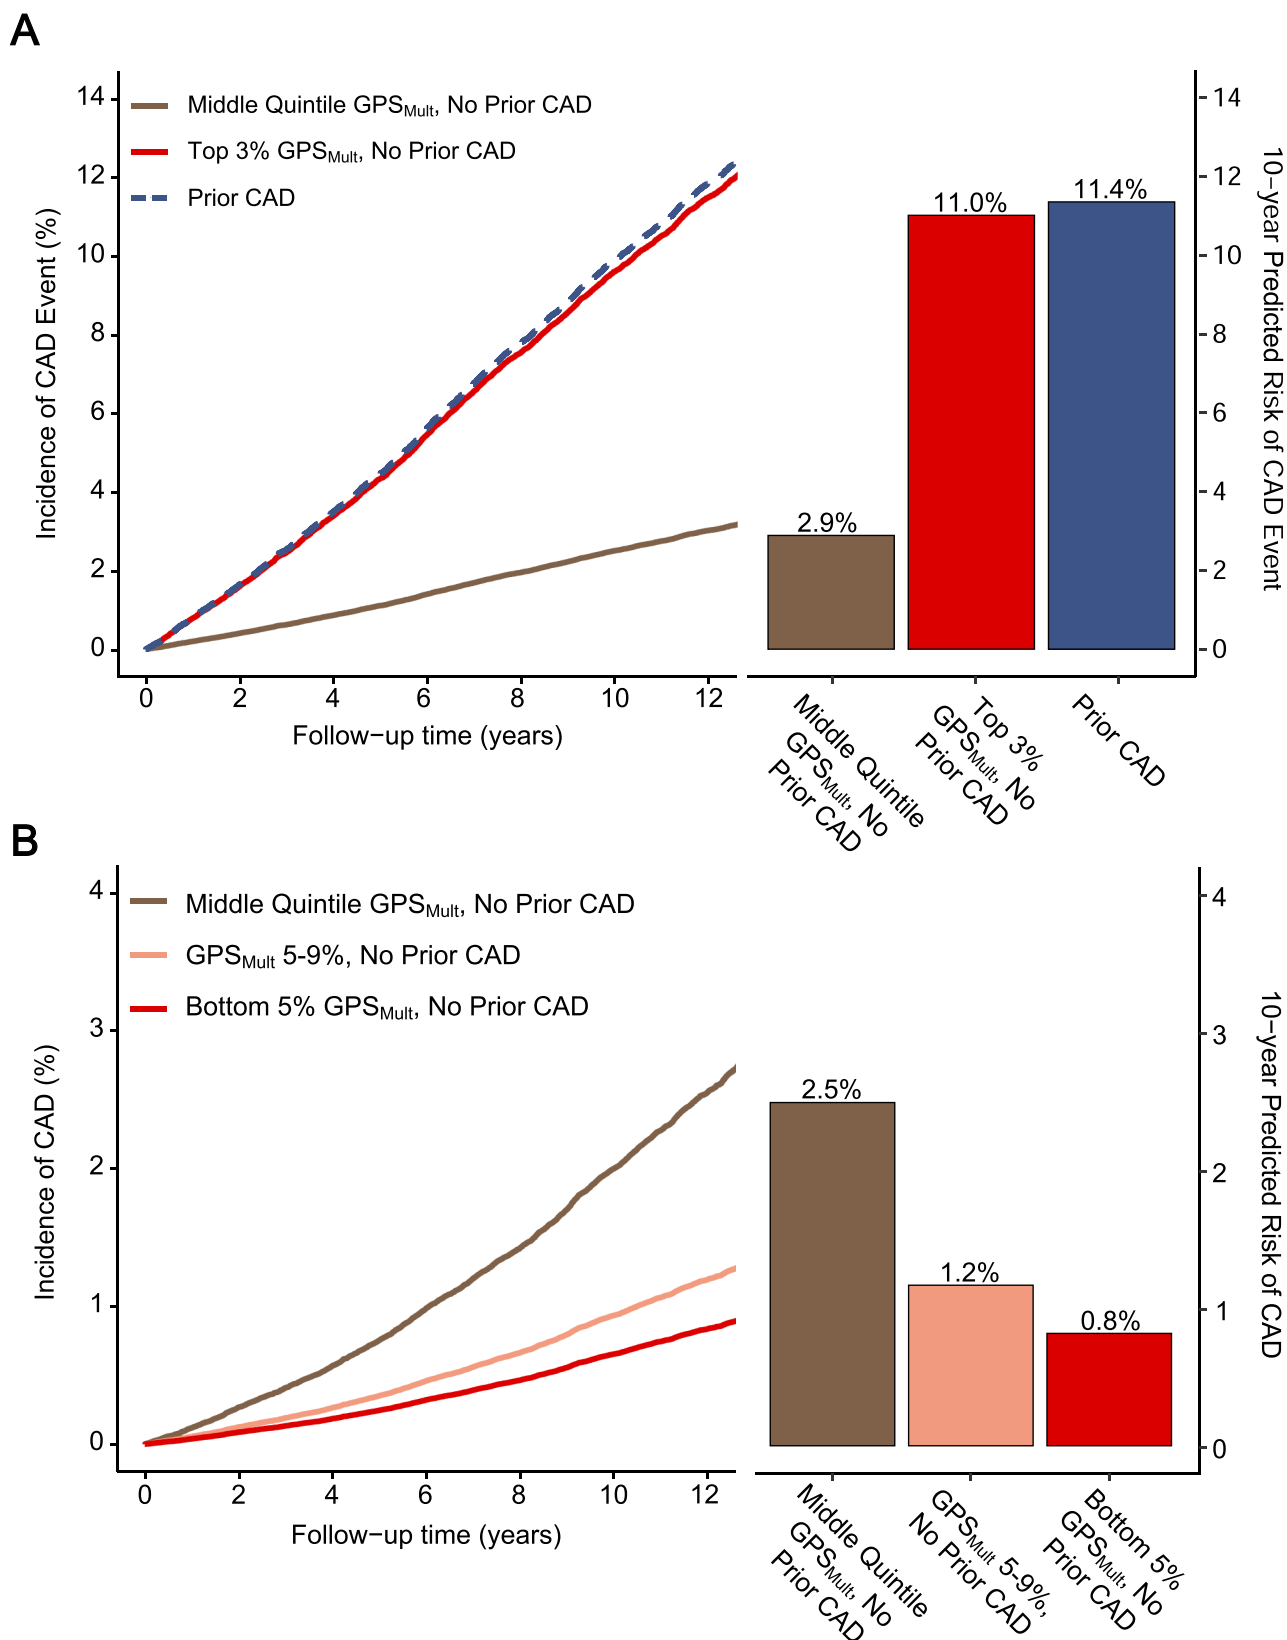 A
14
12
10
8
6
4
2
0
Incidence of CAD Event (%)
Middle Quintile GPSMult, No Prior CAD
Top 3% GPSMult, No Prior CAD
Prior CAD
0 2 4 6 8 10 12
Follow−up time (years)
2.9%
11.0%
11.4%
14
12
10
8
6
4
2
0
10−year Predicted Risk of CAD Event
Middle Quintile
GPSMult, No
Prior CAD
Top 3%
GPSMult, No
Prior CAD
Prior CAD
B
4
3
2
1
0
Incidence of CAD (%)
Middle Quintile GPSMult, No Prior CAD
GPSMult 5-9%, No Prior CAD
Bottom 5% GPSMult, No Prior CAD
0 2 4 6 8 10 12
Follow−up time (years)
2.5%
1.2%
0.8%
4
3
2
1
0
10−year Predicted Risk of CAD
Middle Quintile
GPSMult, No
Prior CAD
GPSMult 5-9%,
No Prior CAD
Bottom 5%
GPSMult, No
Prior CAD